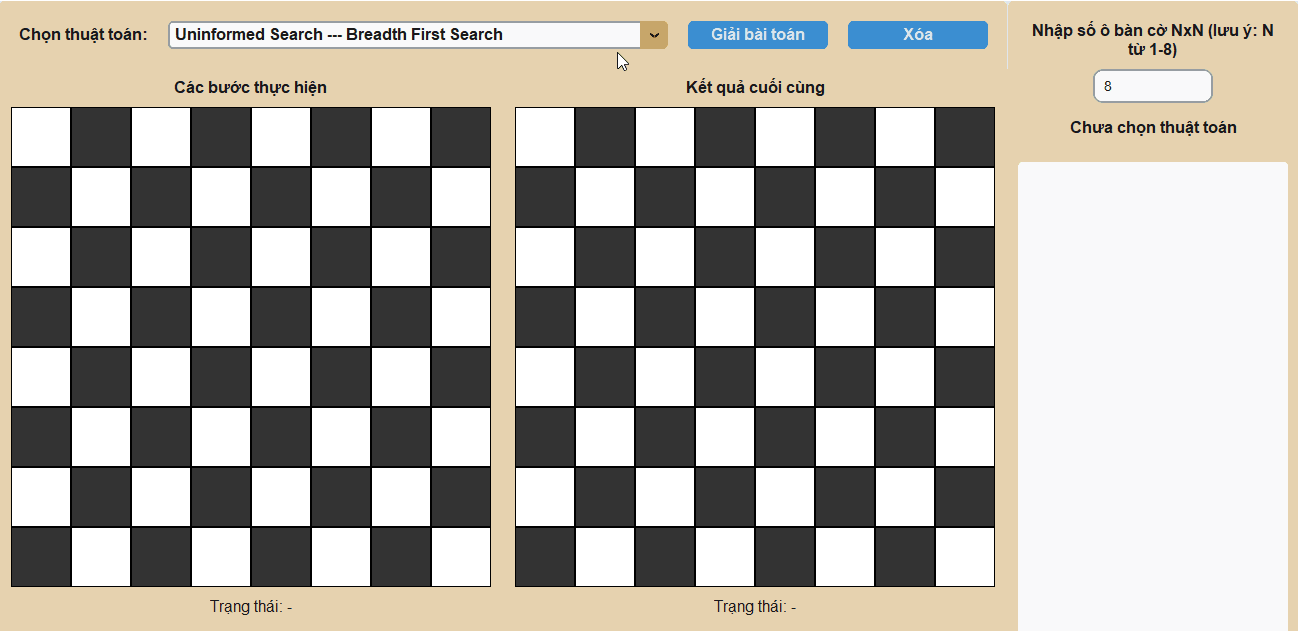 Chọn thuật toán:
Uninformed Search --- Breadth First Search
Giải bài toán
Xóa
Nhập số ô bàn cờ NxN (lưu ý: N
từ 1-8)
8
Chưa chọn thuật toán
Các bước thực hiện
Kết quả cuối cùng
Trạng thái: -
Trạng thái: -